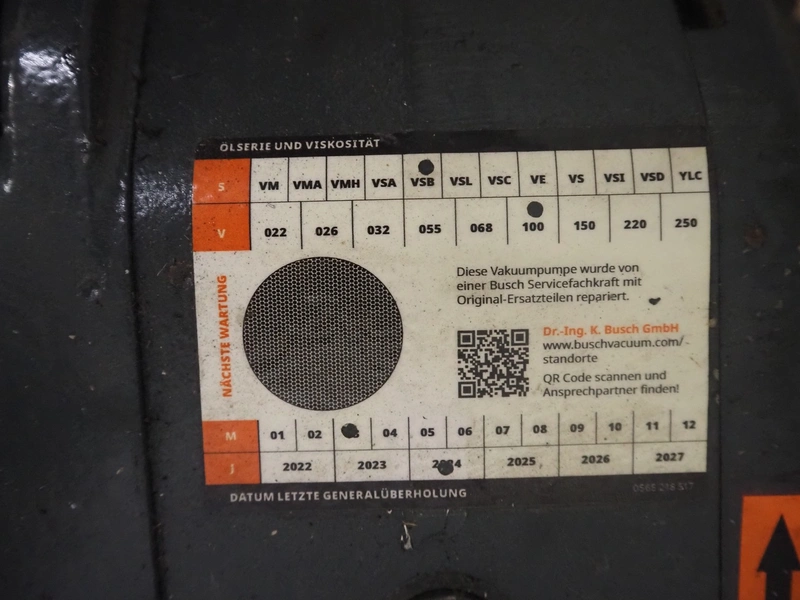 ÖLSERIE UND VISKOSITÄT
S VM VMA VMH VSA VSB VSL VSC VE VS VSI VSD YLC
V 022 026 032 055 068 100 150 220 250
NÄCHSTE WARTUNG
Diese Vakuumpumpe wurde von
einer Busch Servicefachkraft mit
Original-Ersatzteilen repariert.
Dr.-Ing. K. Busch GmbH
www.buschvacuum.com/
standorte
QR Code scannen und
Ansprechpartner finden!
M 01 02 03 04 05 06 07 08 09 10 11 12
J 2022 2023 2024 2025 2026 2027
DATUM LETZTE GENERALÜBERHOLUNG